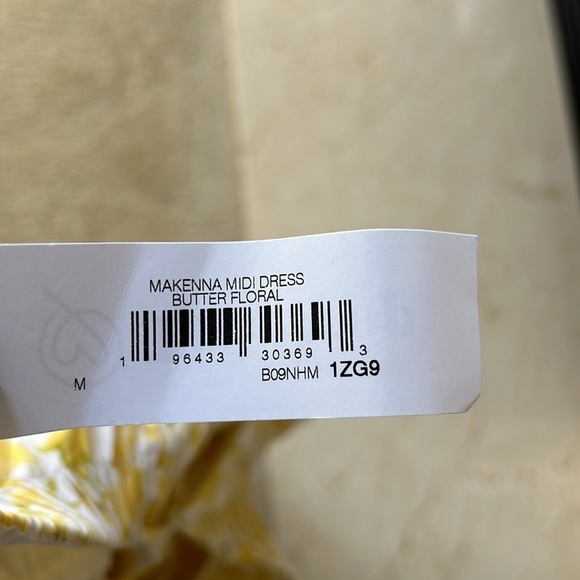 MAKENNA MIDI DRESS
BUTTER FLORAL
1 96433 30369 3
M
B09NHM 1ZG9